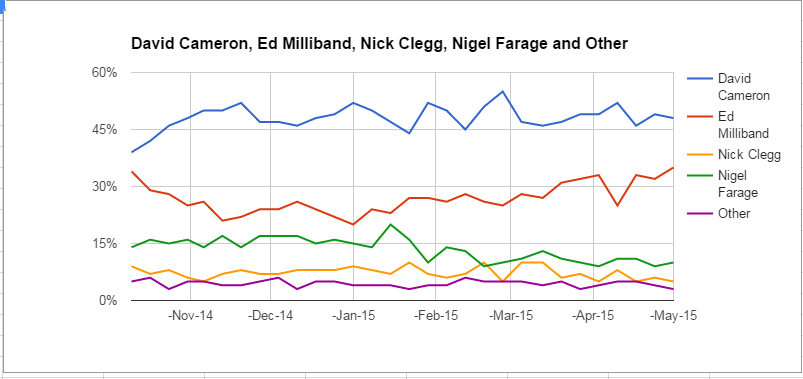 David Cameron, Ed Milliband, Nick Clegg, Nigel Farage and Other
60%
45%
30%
15%
0%
-Nov-14
-Dec-14
-Jan-15
-Feb-15
-Mar-15
-Apr-15
-May-15
David
Cameron
Ed
Milliband
Nick Clegg
Nigel
Farage
Other